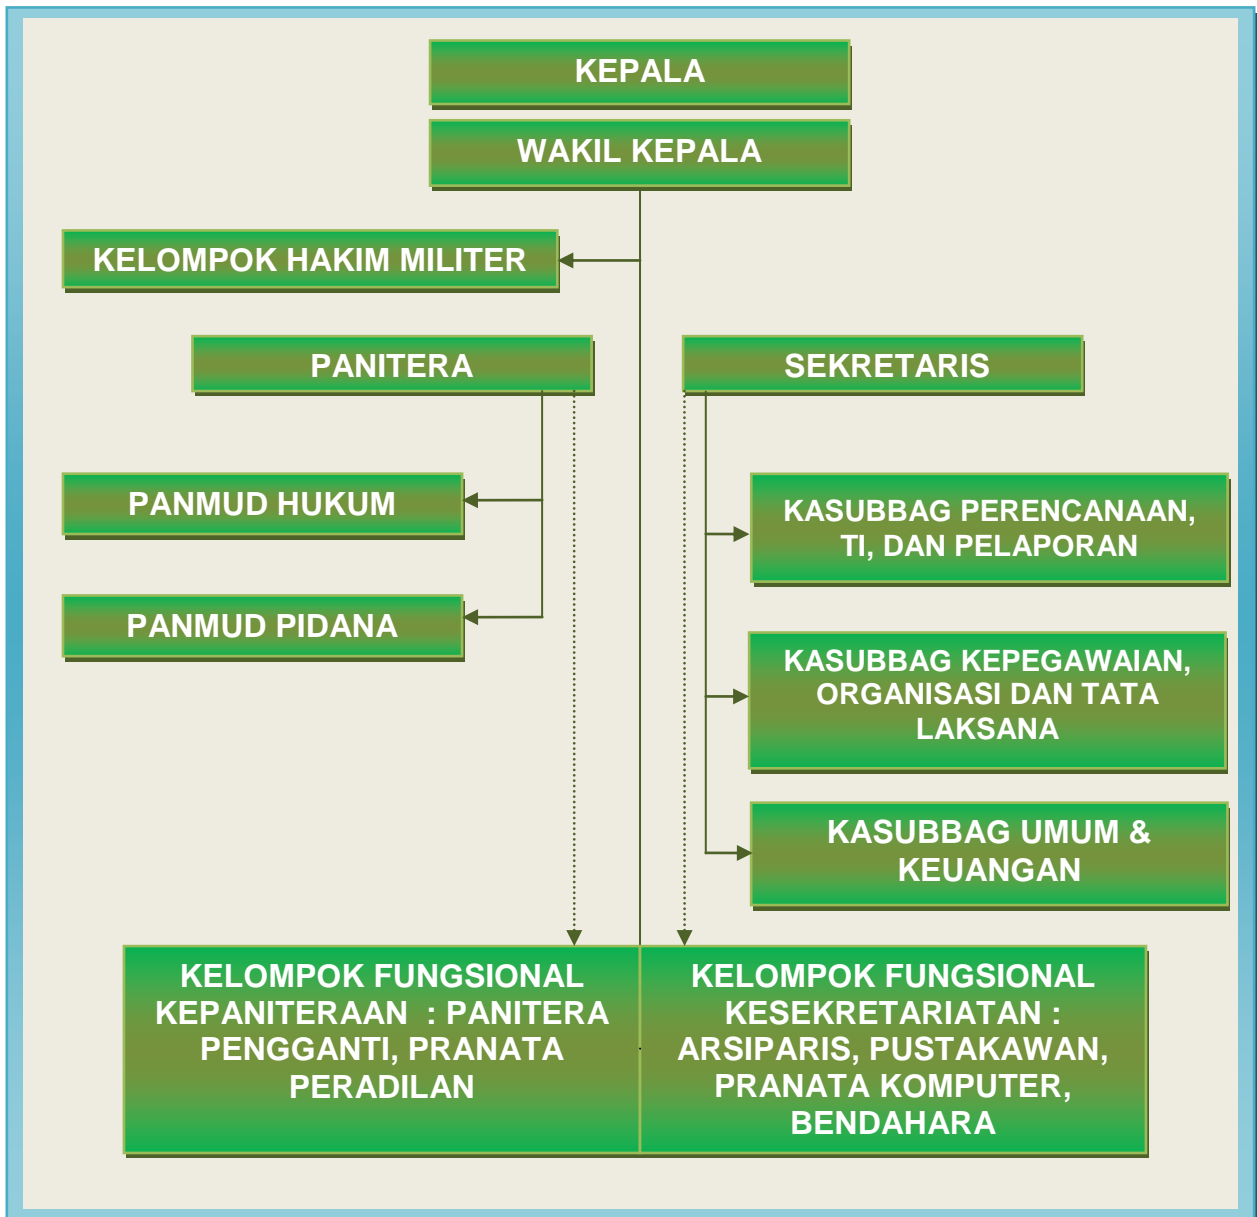 KEPALA
WAKIL KEPALA
KELOMPOK HAKIM MILITER
PANITERA
SEKRETARIS
PANMUD HUKUM
PANMUD PIDANA
KASUBBAG PERENCANAAN,
TI, DAN PELAPORAN
KASUBBAG KEPEGAWAIAN,
ORGANISASI DAN TATA
LAKSANA
KASUBBAG UMUM &
KEUANGAN
KELOMPOK FUNGSIONAL
KEPANITERAAN : PANITERA
PENGGANTI, PRANATA
PERADILAN
KELOMPOK FUNGSIONAL
KESEKRETARIATAN :
ARSIPARIS, PUSTAKAWAN,
PRANATA KOMPUTER,
BENDAHARA